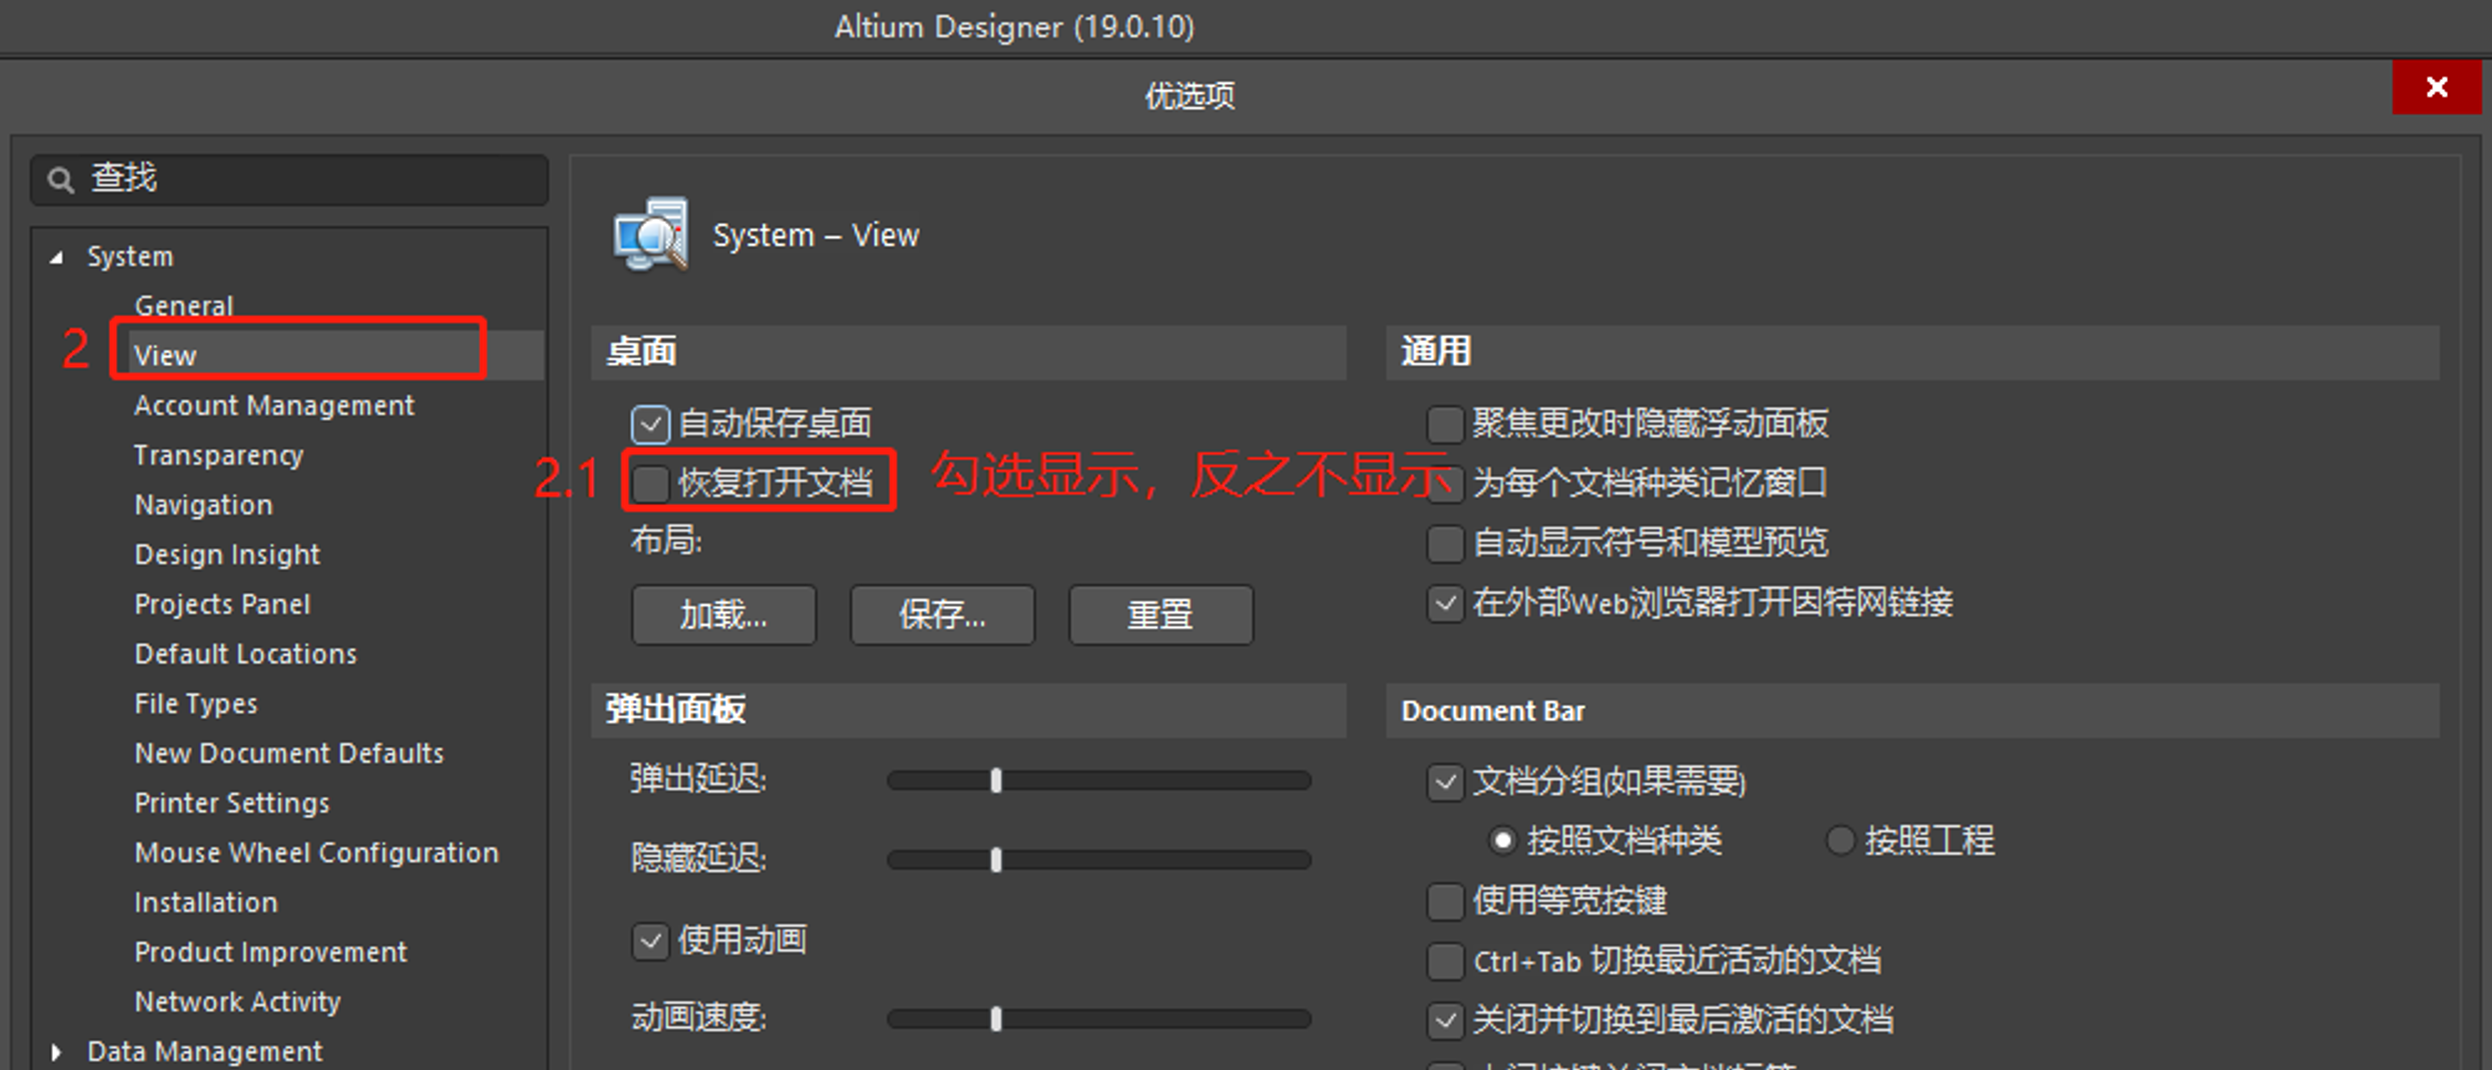 Altium Designer (19.0.10)
优选项
查找
System
General
2 View
Account Management
Transparency
Navigation
Design Insight
Projects Panel
Default Locations
File Types
New Document Defaults
Printer Settings
Mouse Wheel Configuration
Installation
Product Improvement
Network Activity
Data Management
System – View
桌面
自动保存桌面
2.1 恢复打开文档 勾选显示，反之不显示
布局:
加载... 保存... 重置
弹出面板
弹出延迟:
隐藏延迟:
使用动画
动画速度:
通用
聚焦更改时隐藏浮动面板
为每个文档种类记忆窗口
自动显示符号和模型预览
在外部Web浏览器打开因特网链接
Document Bar
文档分组(如果需要)
按照文档种类 按照工程
使用等宽按键
Ctrl+Tab 切换最近活动的文档
关闭并切换到最后激活的文档